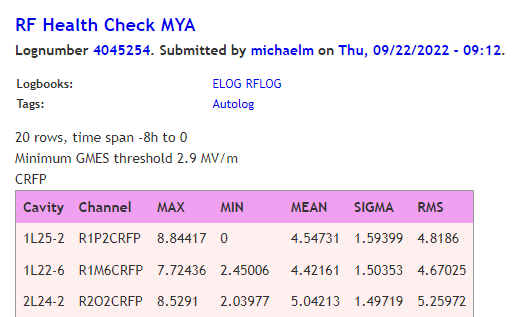 RF Health Check MYA
Lognumber 4045254. Submitted by michaelm on Thu, 09/22/2022 - 09:12.
Logbooks: ELOG RFLOG
Tags: Autolog
20 rows, time span -8h to 0
Minimum GMES threshold 2.9 MV/m
CRFP
Cavity Channel MAX MIN MEAN SIGMA RMS
1L25-2 R1P2CRFP 8.84417 0 4.54731 1.59399 4.8186
1L22-6 R1M6CRFP 7.72436 2.45006 4.42161 1.50353 4.67025
2L24-2 R2O2CRFP 8.5291 2.03977 5.04213 1.49719 5.25972